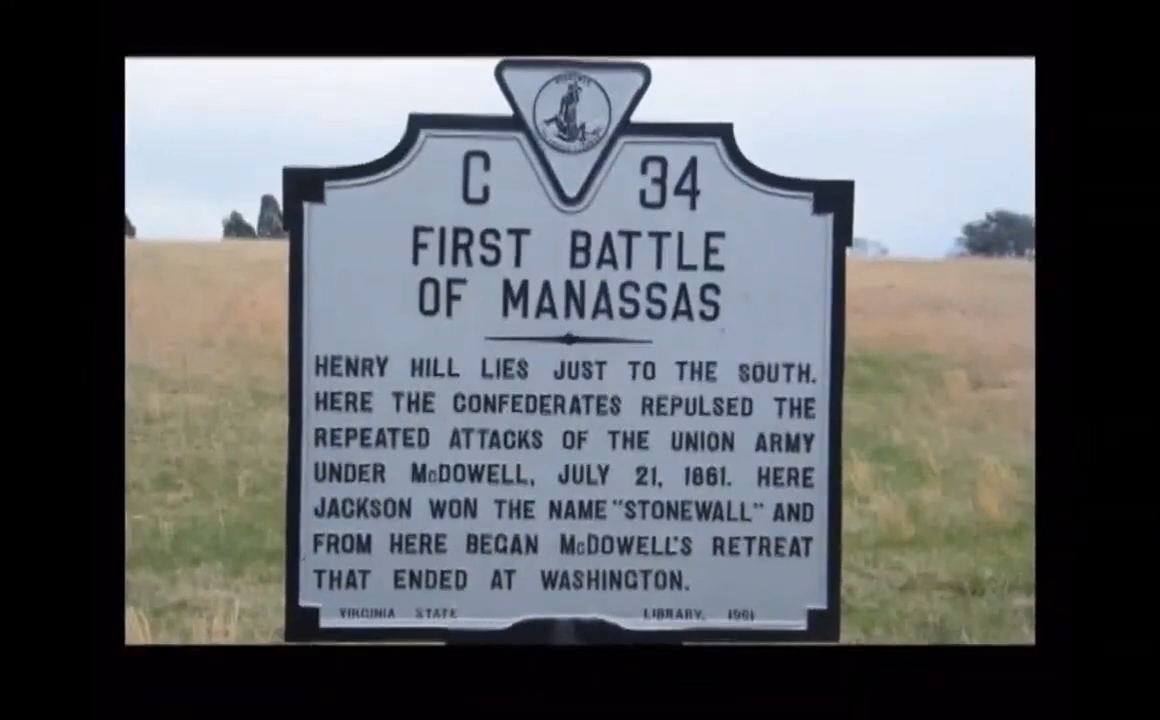 C 34
FIRST BATTLE
OF MANASSAS
HENRY HILL LIES JUST TO THE SOUTH.
HERE THE CONFEDERATES REPULSED THE
REPEATED ATTACKS OF THE UNION ARMY
UNDER McDOWELL, JULY 21, 1861. HERE
JACKSON WON THE NAME "STONEWALL" AND
FROM HERE BEGAN McDOWELL'S RETREAT
THAT ENDED AT WASHINGTON.
VIRGINIA STATE LIBRARY,